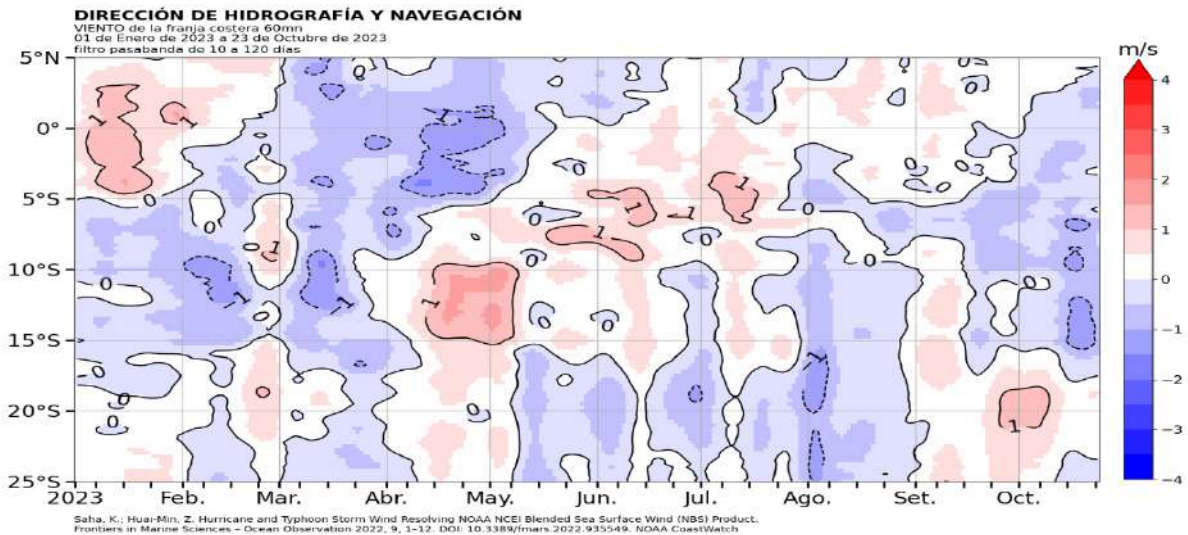 DIRECCIÓN DE HIDROGRAFÍA Y NAVEGACIÓN
VIENTO de la franja costera 60mn
01 de Enero de 2023 a 23 de Octubre de 2023
filtro pasabanda de 10 a 120 días
m/s
5°N
0°
5°S
10°S
15°S
20°S
25°S
4
3
2
1
0
−1
−2
−3
−4
2023 Feb. Mar. Abr. May. Jun. Jul. Ago. Set. Oct.
Saha, K.; Huai-Min, Z. Hurricane and Typhoon Storm Wind Resolving NOAA NCEI Blended Sea Surface Wind (NBS) Product.
Frontiers in Marine Sciences – Ocean Observation 2022, 9, 1–12. DOI: 10.3389/fmars.2022.935549. NOAA CoastWatch